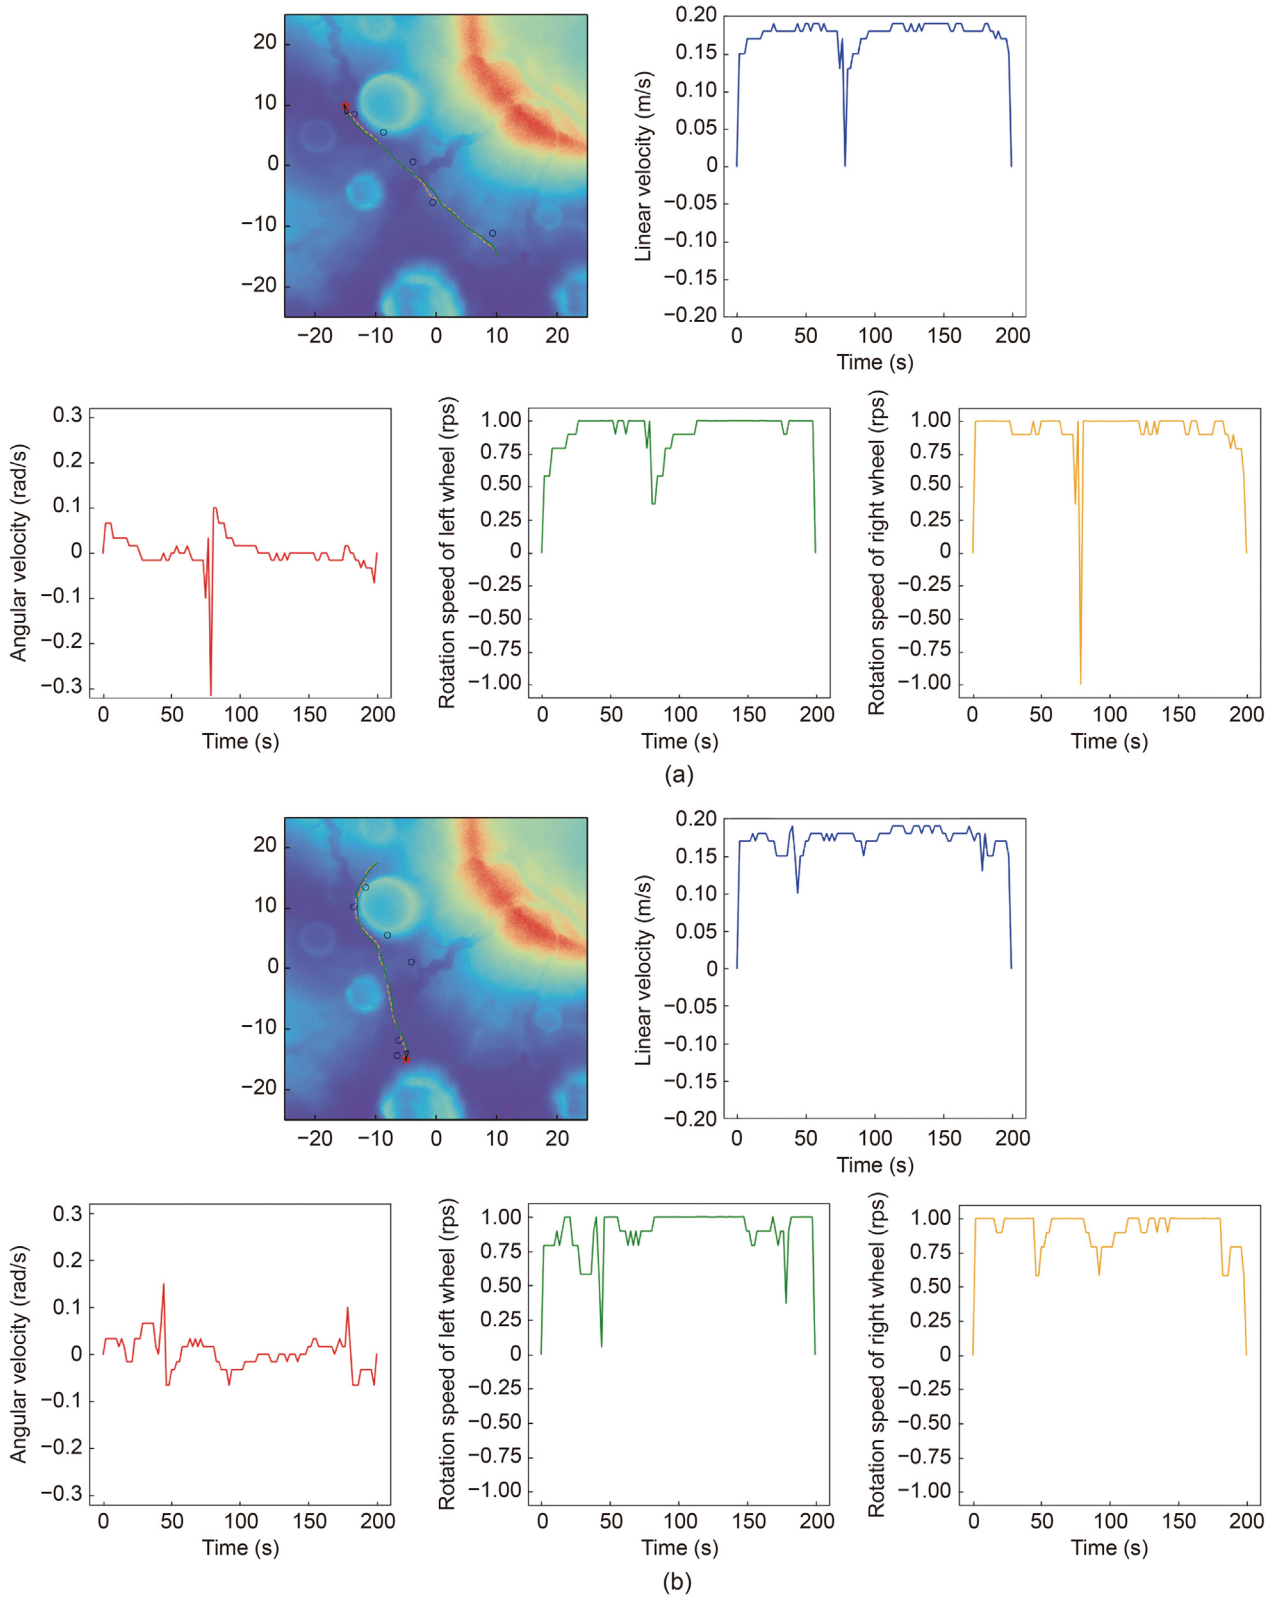 20
10
0
−10
−20
−20 −10 0 10 20
Linear velocity (m/s)
0.20
0.15
0.10
0.05
0
−0.05
−0.10
−0.15
−0.20
0 50 100 150 200
Time (s)
Angular velocity (rad/s)
0.3
0.2
0.1
0
−0.1
−0.2
−0.3
0 50 100 150 200
Time (s)
Rotation speed of left wheel (rps)
1.00
0.75
0.50
0.25
0
−0.25
−0.50
−0.75
−1.00
0 50 100 150 200
Time (s)
Rotation speed of right wheel (rps)
1.00
0.75
0.50
0.25
0
−0.25
−0.50
−0.75
−1.00
0 50 100 150 200
Time (s)
(a)
20
10
0
−10
−20
−20 −10 0 10 20
Linear velocity (m/s)
0.20
0.15
0.10
0.05
0
−0.05
−0.10
−0.15
−0.20
0 50 100 150 200
Time (s)
Angular velocity (rad/s)
0.3
0.2
0.1
0
−0.1
−0.2
−0.3
0 50 100 150 200
Time (s)
Rotation speed of left wheel (rps)
1.00
0.75
0.50
0.25
0
−0.25
−0.50
−0.75
−1.00
0 50 100 150 200
Time (s)
Rotation speed of right wheel (rps)
1.00
0.75
0.50
0.25
0
−0.25
−0.50
−0.75
−1.00
0 50 100 150 200
Time (s)
(b)